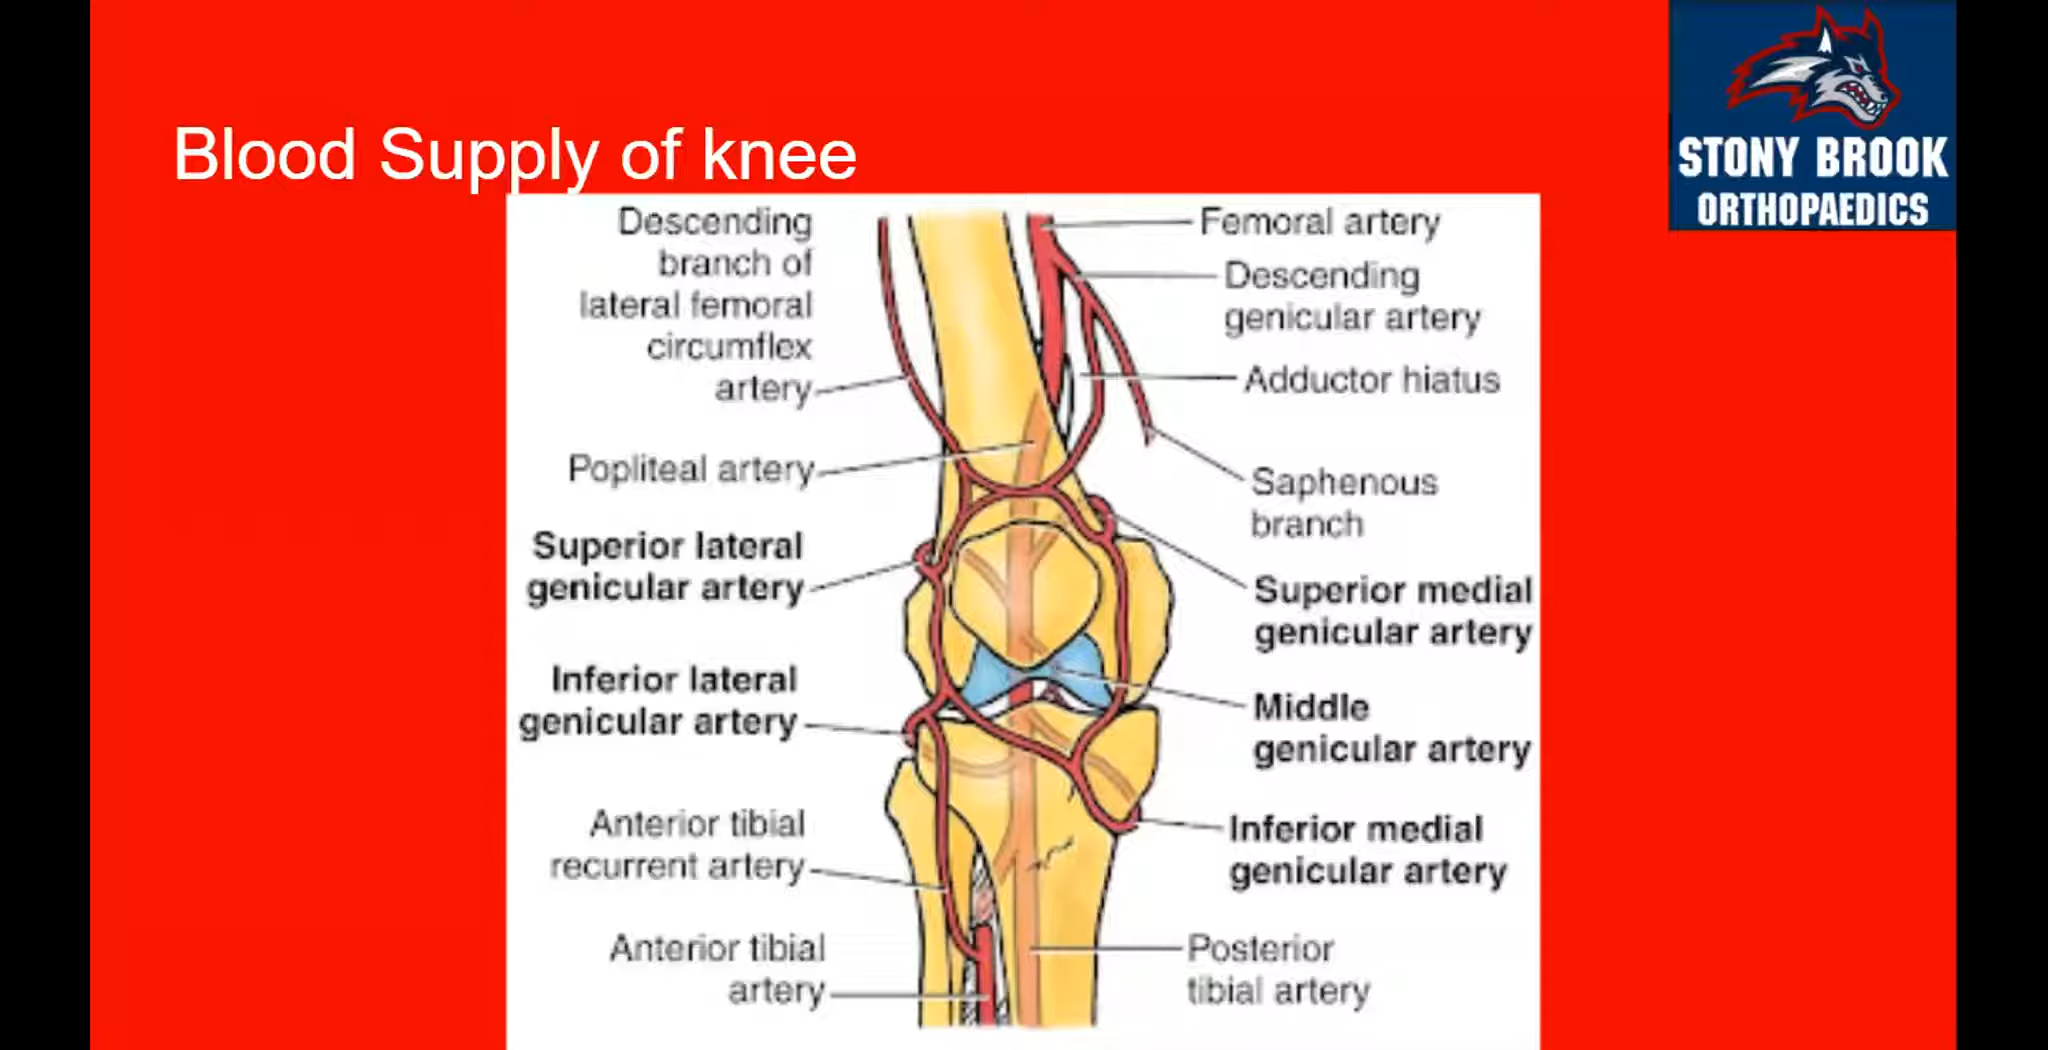 Blood Supply of knee
STONY BROOK
ORTHOPAEDICS
Descending
branch of
lateral femoral
circumflex
artery
Popliteal artery
Superior lateral
genicular artery
Inferior lateral
genicular artery
Anterior tibial
recurrent artery
Anterior tibial
artery
Femoral artery
Descending
genicular artery
Adductor hiatus
Saphenous
branch
Superior medial
genicular artery
Middle
genicular artery
Inferior medial
genicular artery
Posterior
tibial artery